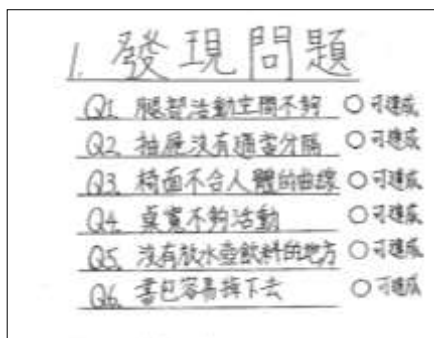 1. 發現問題
Q1. 腿部活動空間不夠 ○可達成
Q2. 抽屜沒有適當分隔 ○可達成
Q3. 椅面不合人體的曲線 ○可達成
Q4. 桌寬不夠活動 ○可達成
Q5. 沒有放水壺飲料的地方 ○可達成
Q6. 書包容易掉下去 ○可達成